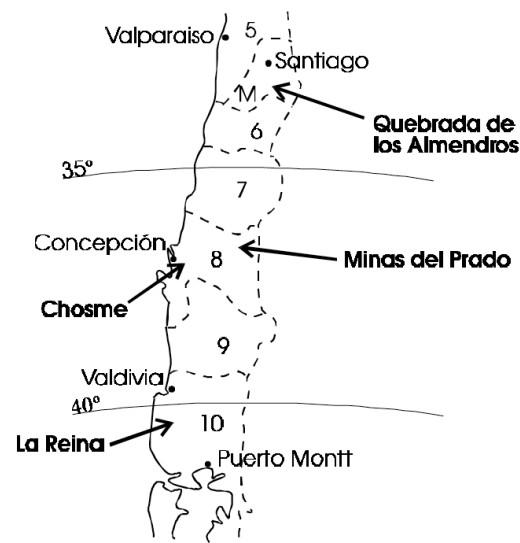 5
Valparaiso
Santiago
M
Quebrada de
los Almendros
6
35º
7
Concepción
8
Minas del Prado
Chosme
9
Valdivia
40º
10
La Reina
Puerto Montt